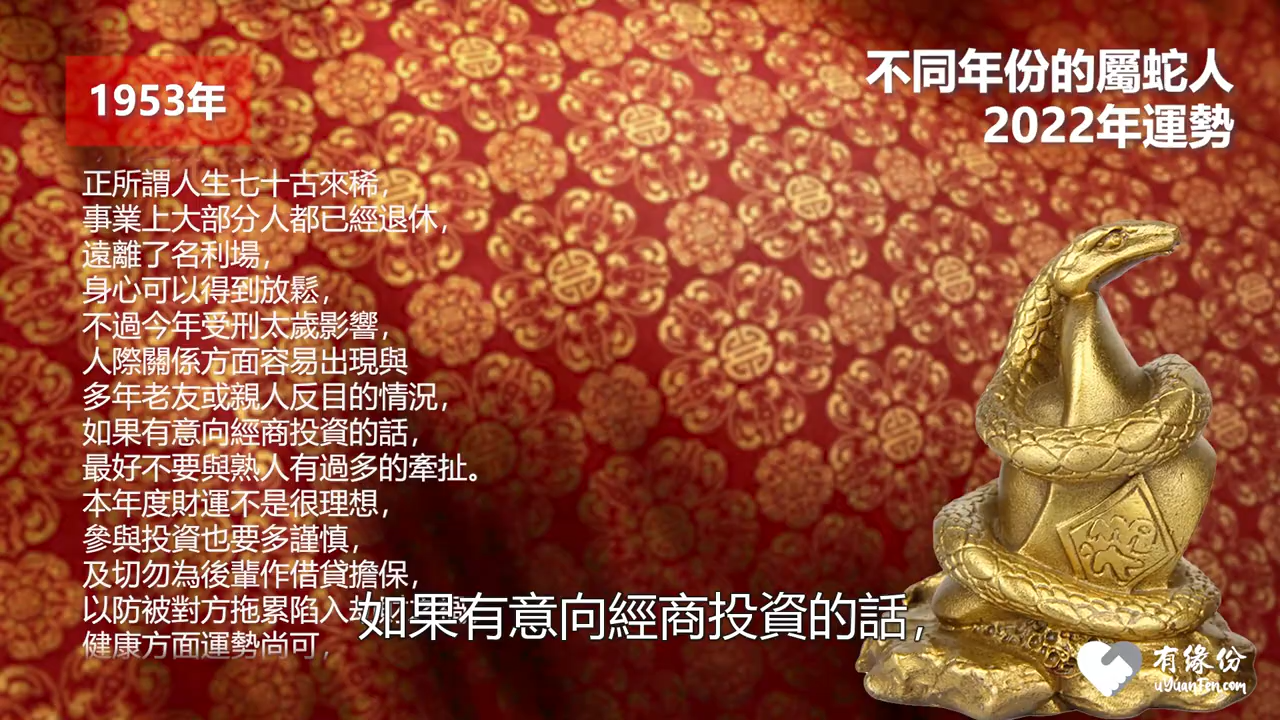 不同年份的屬蛇人
2022年運勢
1953年
正所謂人生七十古來稀，
事業上大部分人都已經退休，
遠離了名利場，
身心可以得到放鬆，
不過今年受刑太歲影響，
人際關係方面容易出現與
多年老友或親人反目的情況，
如果有意向經商投資的話，
最好不要與熟人有過多的牽扯。
本年度財運不是很理想，
參與投資也要多謹慎，
及切勿為後輩作借貸擔保，
以防被對方拖累陷入
健康方面運勢尚可，
如果有意向經商投資的話，
有缘份
uYuanFen.com